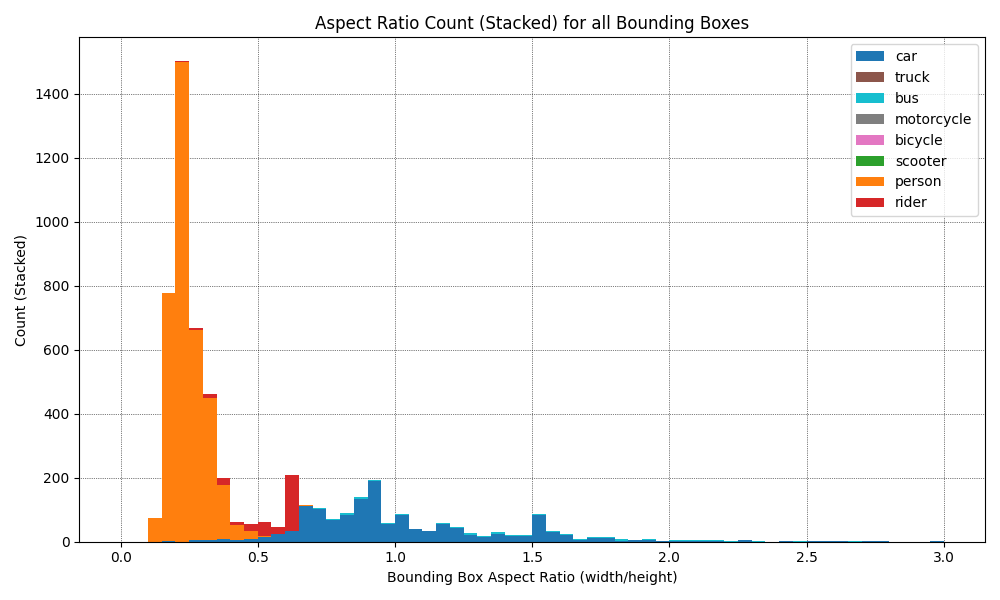 Aspect Ratio Count (Stacked) for all Bounding Boxes
Count (Stacked)
1400
1200
1000
800
600
400
200
0
0.0 0.5 1.0 1.5 2.0 2.5 3.0
Bounding Box Aspect Ratio (width/height)
car
truck
bus
motorcycle
bicycle
scooter
person
rider